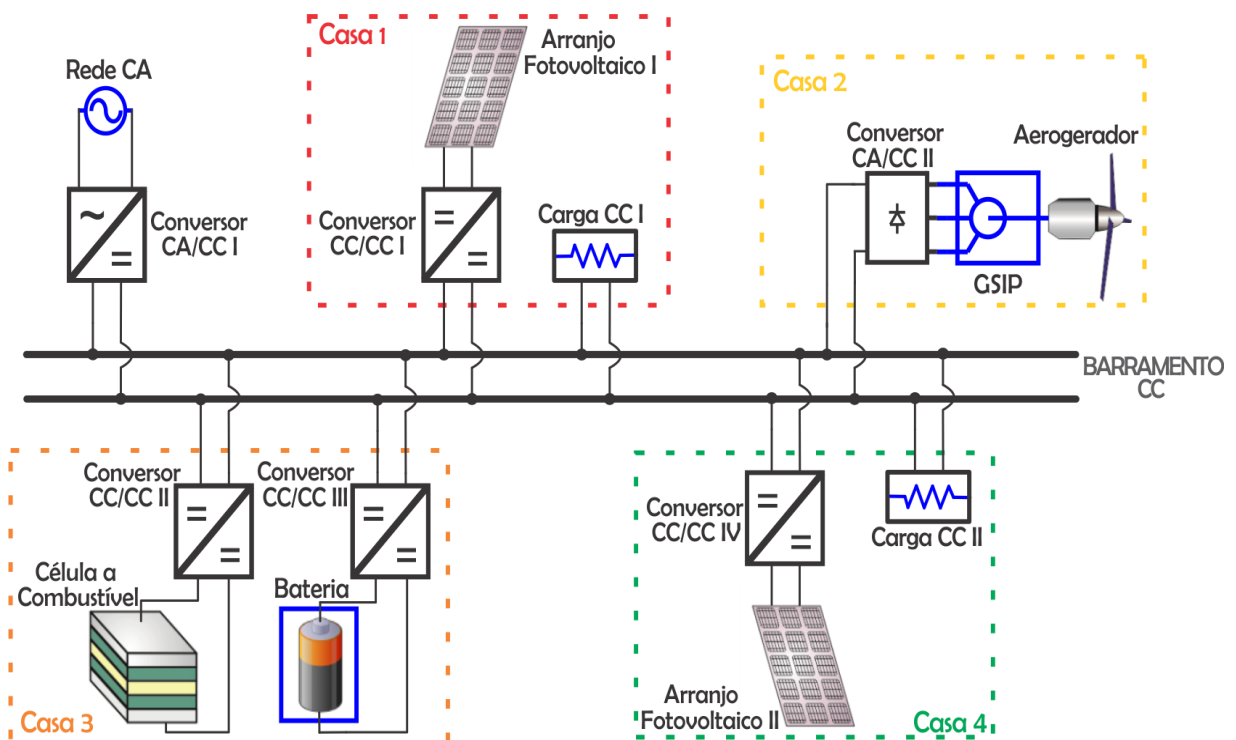 Rede CA
Conversor
CA/CC I
Casa 1
Arranjo
Fotovoltaico I
Conversor
CC/CC I
Carga CC I
Casa 2
Conversor
CA/CC II
Aerogerador
GSIP
BARRAMENTO
CC
Conversor
CC/CC II
Conversor
CC/CC III
Célula a
Combustível
Bateria
Casa 3
Conversor
CC/CC IV
Carga CC II
Arranjo
Fotovoltaico II
Casa 4